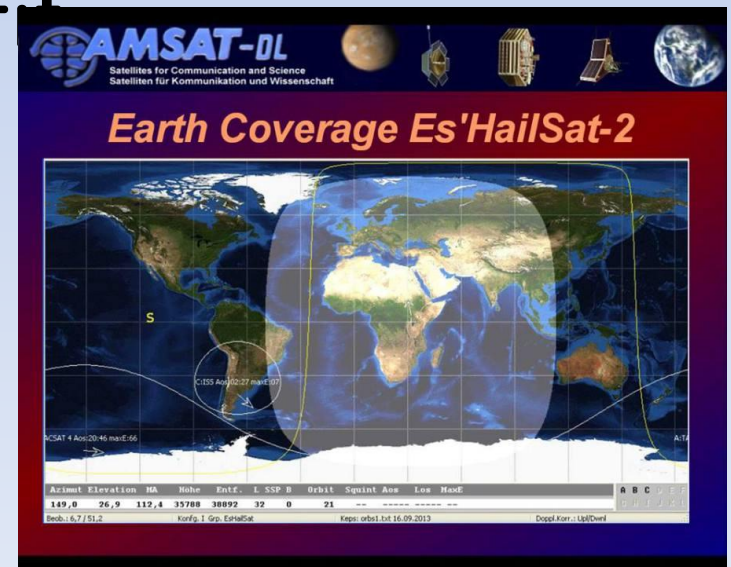 AMSAT-DL
Satellites for Communication and Science
Satelliten für Kommunikation und Wissenschaft
Earth Coverage Es'HailSat-2
S
C:ISS Aos:02:27 maxE:07
ACSAT 4 Aos:20:46 maxE:66
A:TA
Azimut Elevation MA Höhe Entf. L SSP B Orbit Squint Aos Los MaxE
149,0 26,9 112,4 35788 38892 32 0 21 -- ----- ----- --
A B C
Beob.: 6,7 / 51,2 Konfg. I Grp. EsHailSat Keps: orbs1.txt 16.09.2013 Doppl.Korr.: Upl/Dwnl